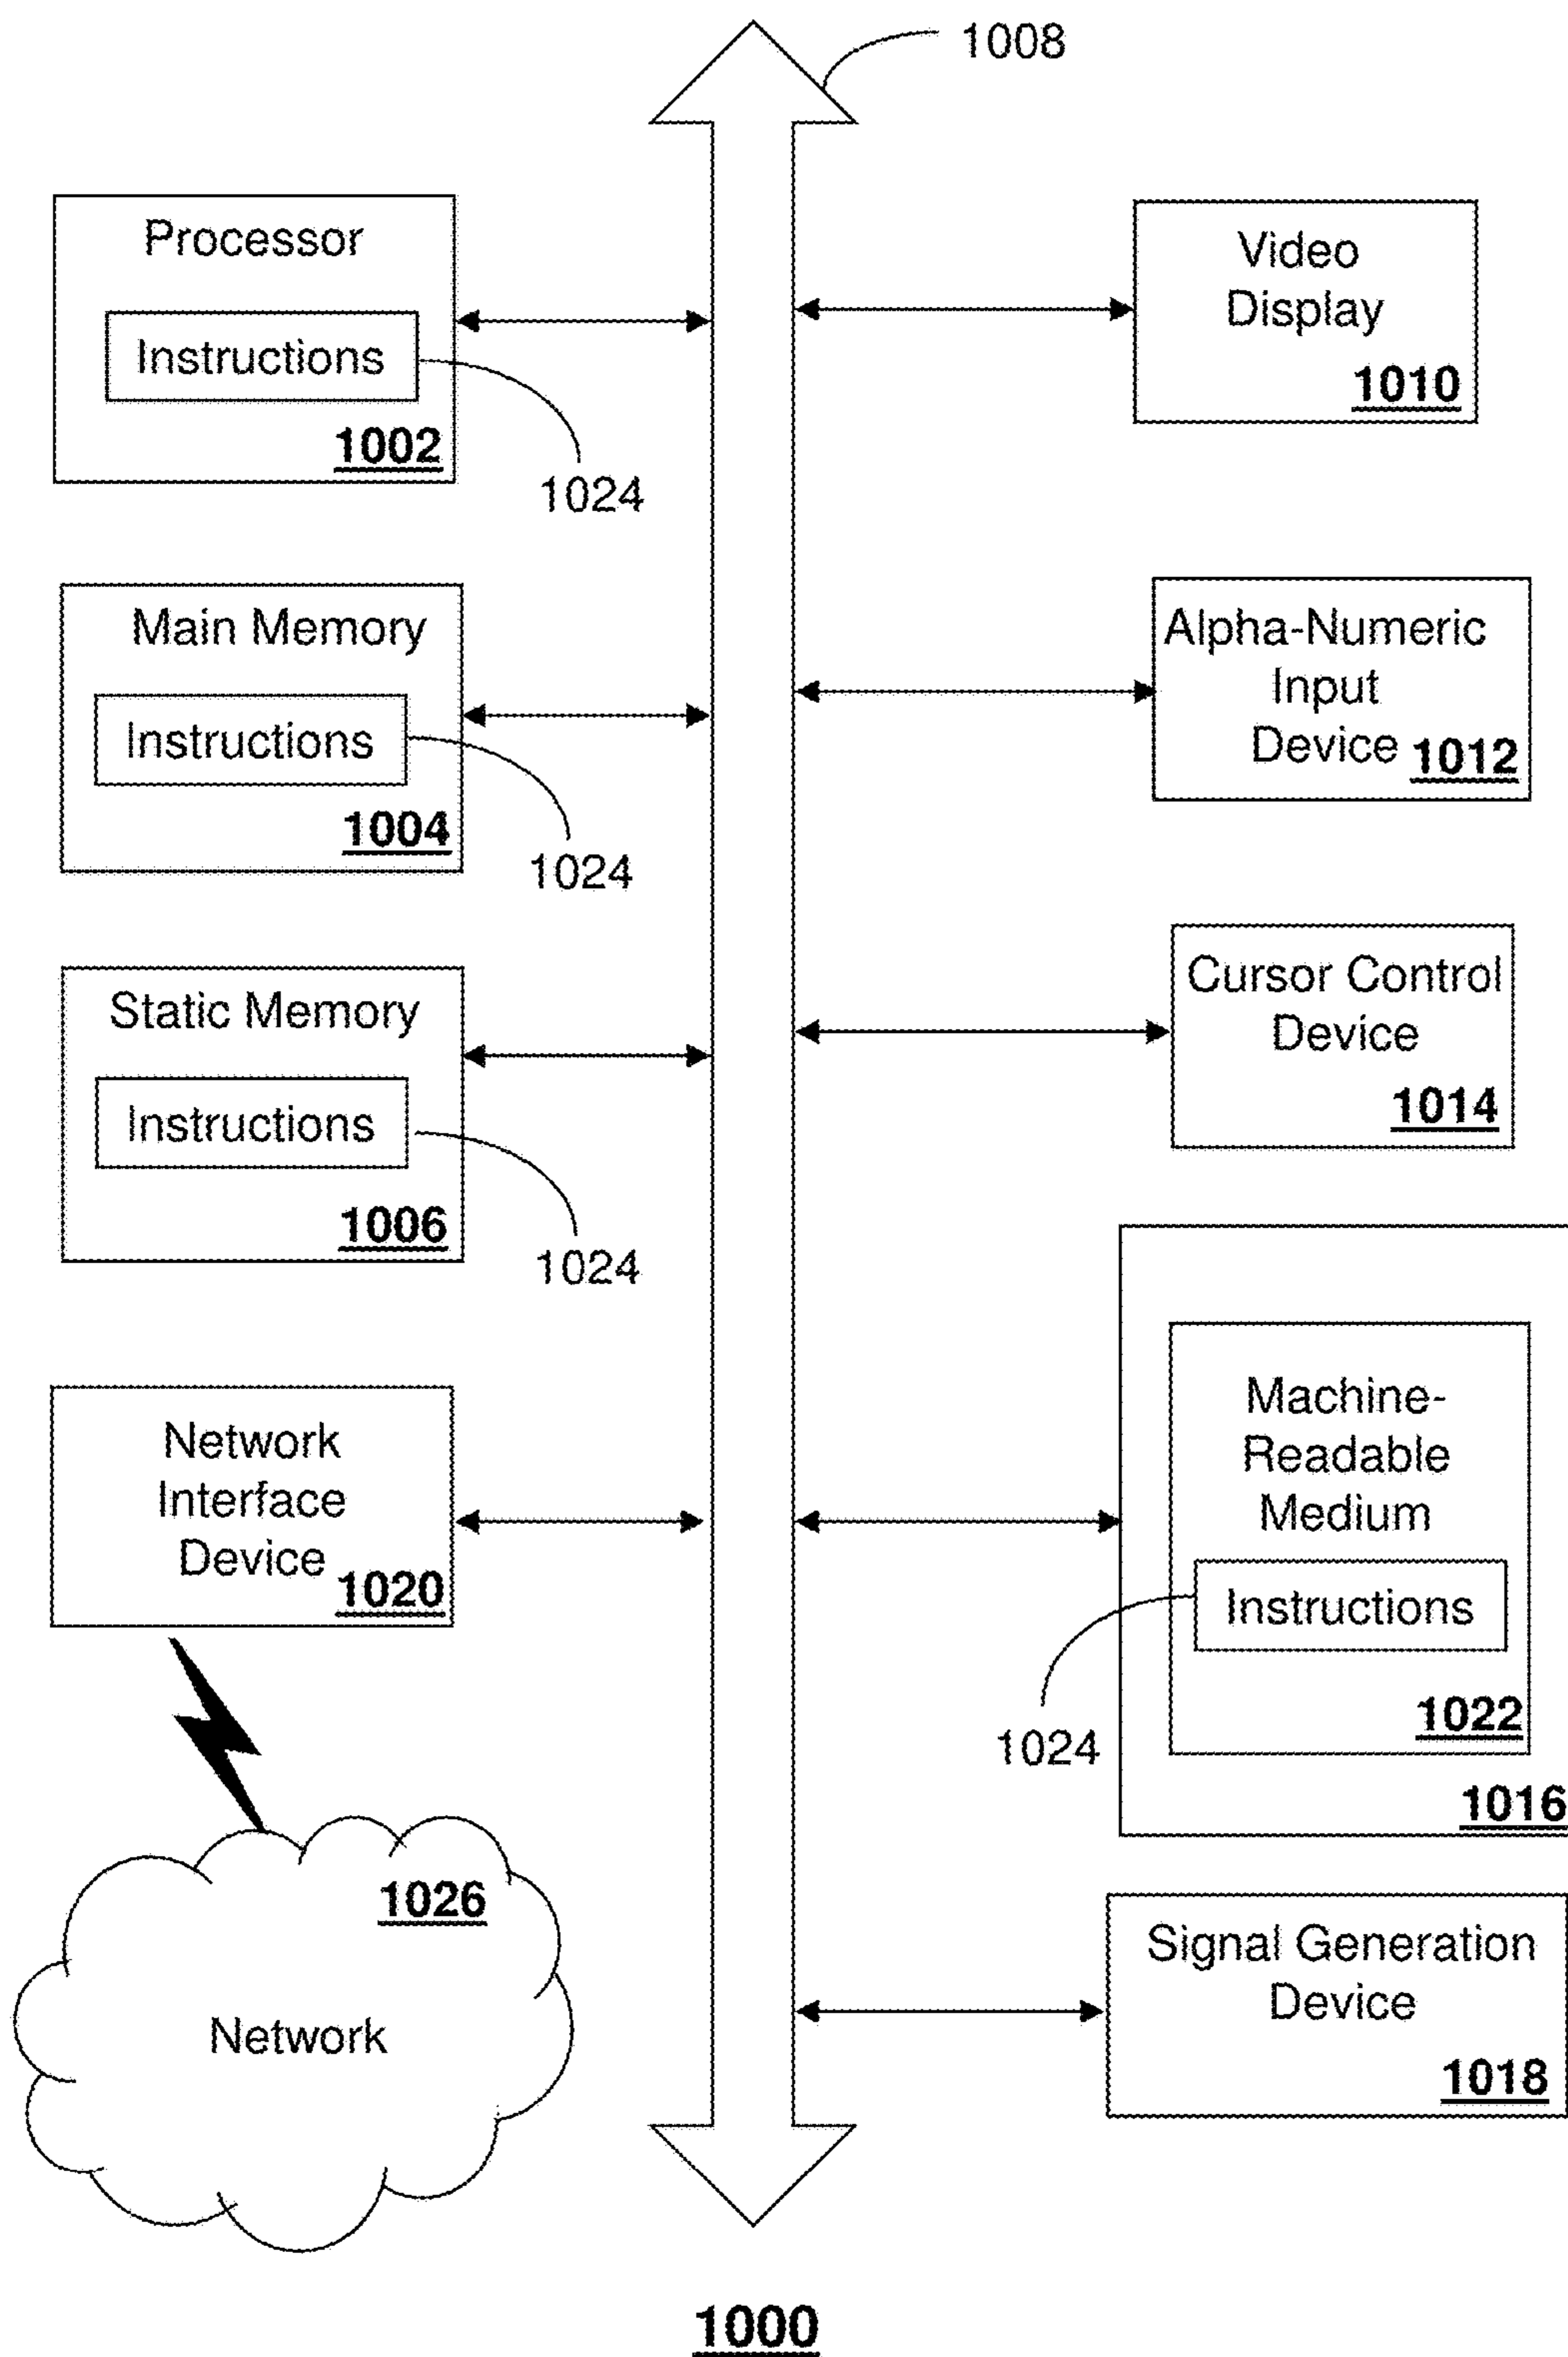 1008
Processor
Instructions
1002
1024
Main Memory
Instructions
1004
1024
Static Memory
Instructions
1006
1024
Network
Interface
Device
1020
1026
Network
Video
Display
1010
Alpha-Numeric
Input
Device 1012
Cursor Control
Device
1014
Machine-
Readable
Medium
Instructions
1024
1022
1016
Signal Generation
Device
1018
1000